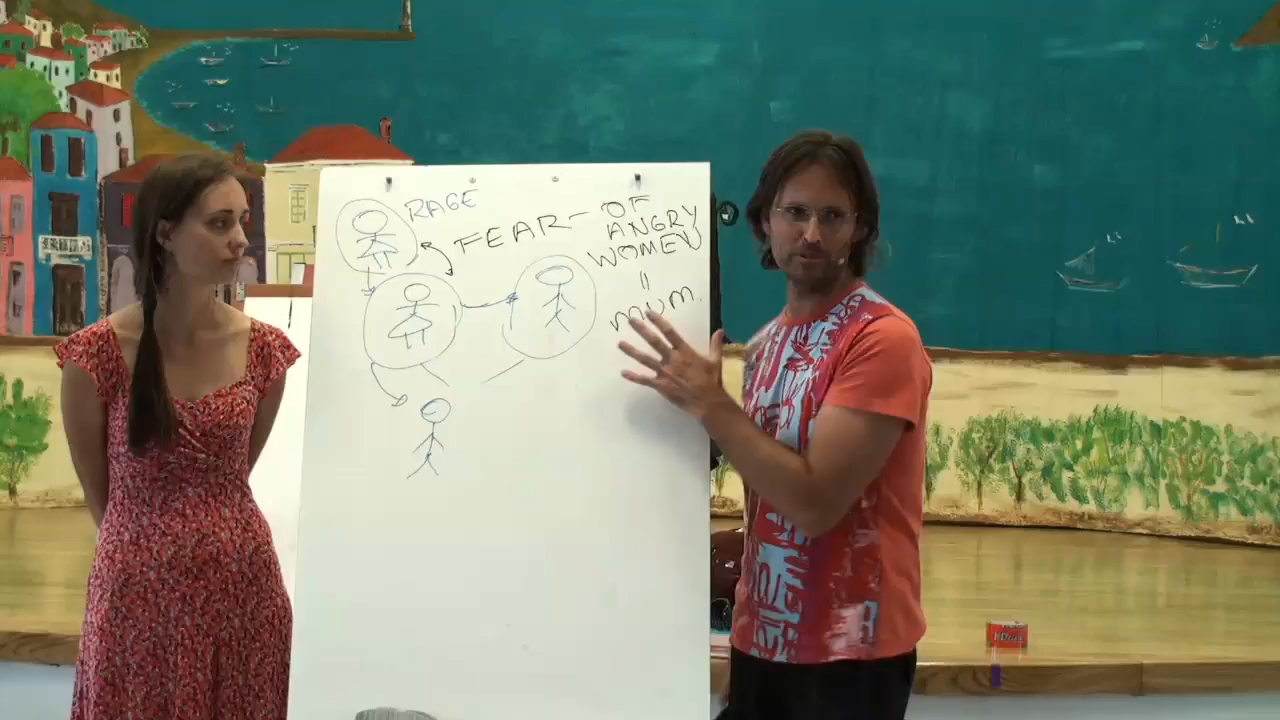 RAGE
FEAR - OF
ANGRY
WOMEN
=
MUM.